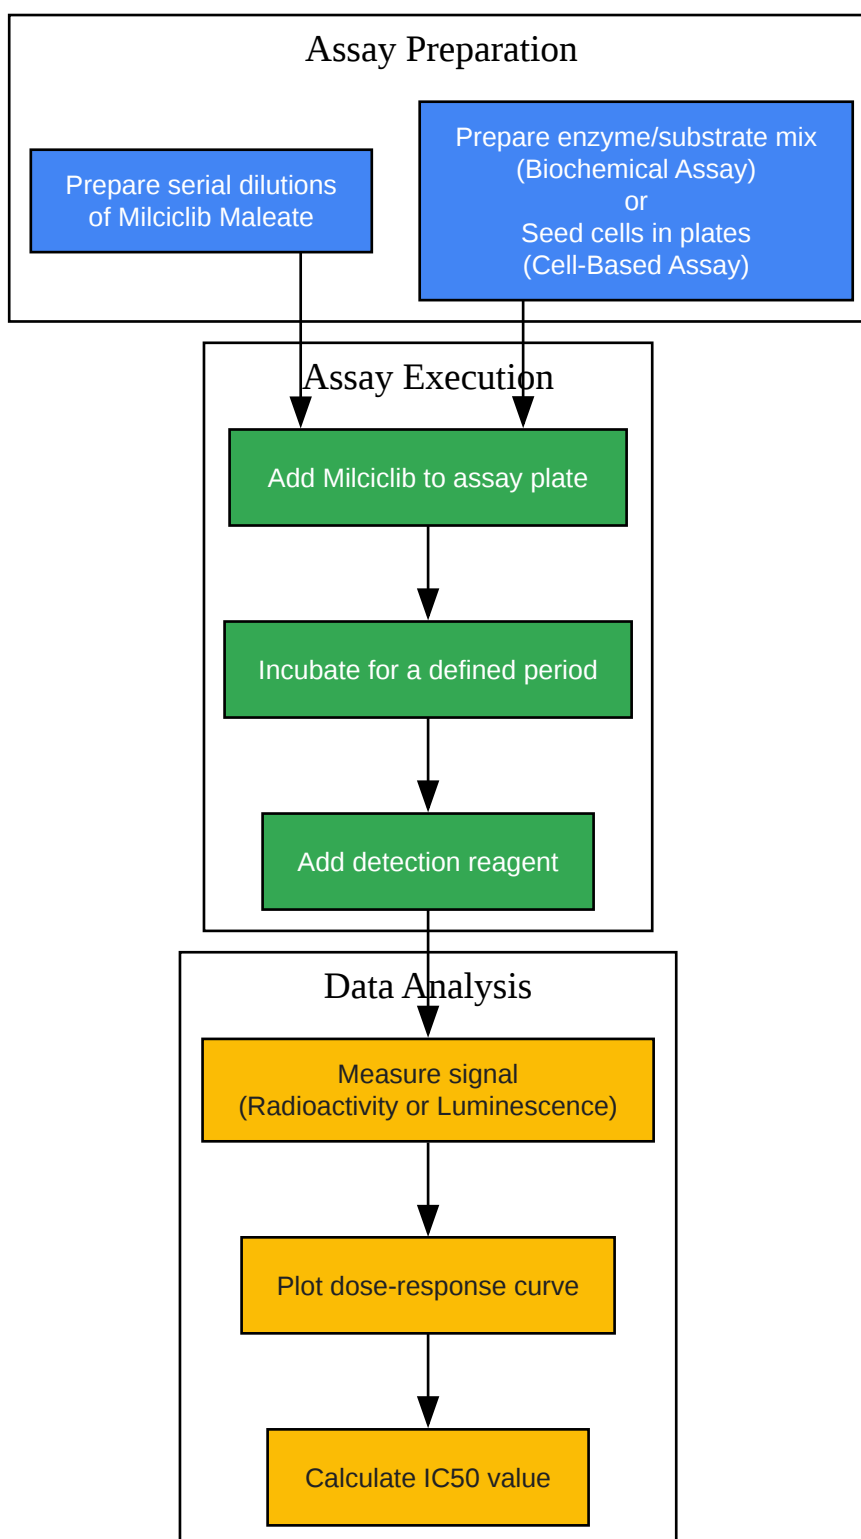 Assay Preparation
Prepare serial dilutions
of Milciclib Maleate
Prepare enzyme/substrate mix
(Biochemical Assay)
or
Seed cells in plates
(Cell-Based Assay)
Assay Execution
Add Milciclib to assay plate
Incubate for a defined period
Add detection reagent
Data Analysis
Measure signal
(Radioactivity or Luminescence)
Plot dose-response curve
Calculate IC50 value